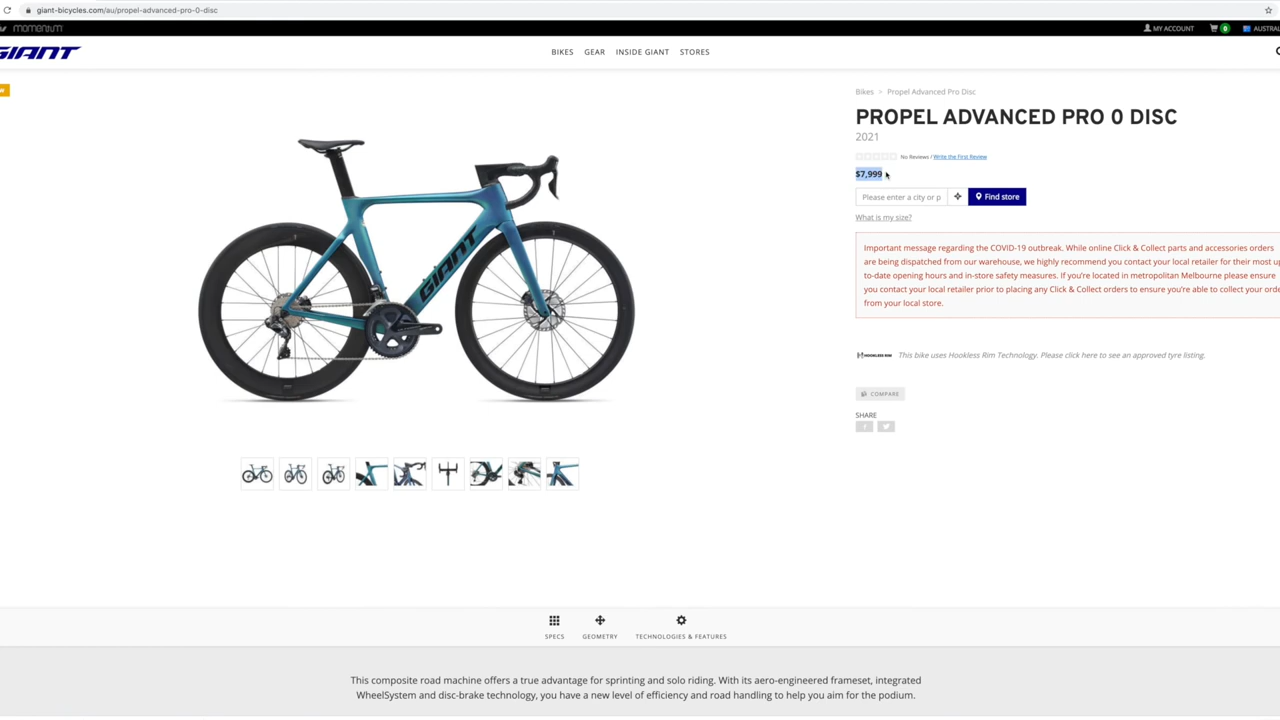 giant-bicycles.com/au/propel-advanced-pro-0-disc
momentum
MY ACCOUNT
0
GIANT
BIKES
GEAR
INSIDE GIANT
STORES
Bikes > Propel Advanced Pro Disc
PROPEL ADVANCED PRO 0 DISC
2021
No Reviews / Write the First Review
$7,999
Please enter a city or p
Find store
What is my size?
Important message regarding the COVID-19 outbreak. While online Click & Collect parts and accessories orders
are being dispatched from our warehouse, we highly recommend you contact your local retailer for their most u
to-date opening hours and in-store safety measures. If you're located in metropolitan Melbourne please ensure
you contact your local retailer prior to placing any Click & Collect orders to ensure you're able to collect your orde
from your local store.
GIANT
HOOKLESS RIM
This bike uses Hookless Rim Technology. Please click here to see an approved tyre listing.
COMPARE
SHARE
SPECS
GEOMETRY
TECHNOLOGIES & FEATURES
This composite road machine offers a true advantage for sprinting and solo riding. With its aero-engineered frameset, integrated
WheelSystem and disc-brake technology, you have a new level of efficiency and road handling to help you aim for the podium.